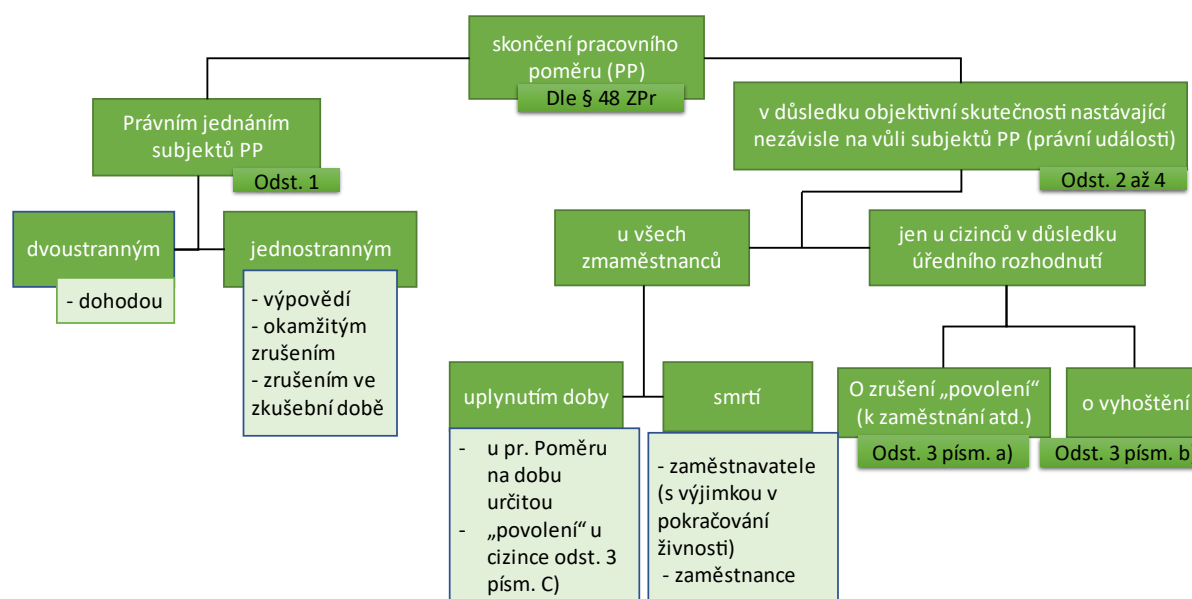 skončení pracovního
poměru (PP)
Dle § 48 ZPr
Právním jednáním
subjektů PP
Odst. 1
v důsledku objektivní skutečnosti nastávající
nezávisle na vůli subjektů PP (právní události)
Odst. 2 až 4
dvoustranným
- dohodou
jednostranným
- výpovědí
- okamžitým
zrušením
- zrušením ve
zkušební době
u všech
zmaměstnanců
jen u cizinců v důsledku
úředního rozhodnutí
uplynutím doby
- u pr. Poměru
na dobu
určitou
- „povolení“ u
cizince odst. 3
písm. C)
smrtí
- zaměstnavatele
(s výjimkou v
pokračování
živnosti)
- zaměstnance
O zrušení „povolení“
(k zaměstnání atd.)
Odst. 3 písm. a)
o vyhoštění
Odst. 3 písm. b